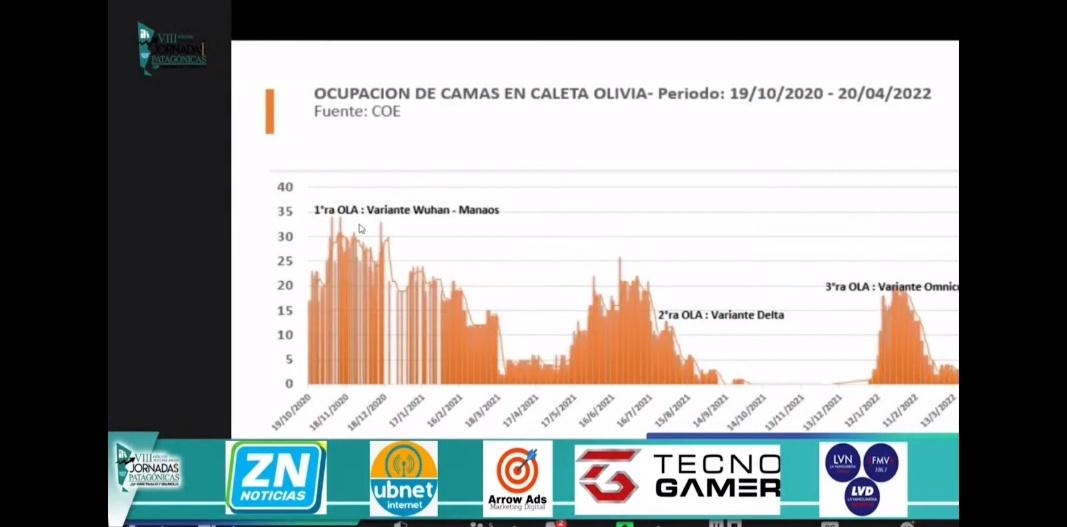 VIII
JORNADAS
PATAGÓNICAS
OCUPACION DE CAMAS EN CALETA OLIVIA- Periodo: 19/10/2020 - 20/04/2022
Fuente: COE
40
35
30
25
20
15
10
5
0
1°ra OLA : Variante Wuhan - Manaos
2°ra OLA : Variante Delta
3°ra OLA : Variante Omnic
19/10/2020
18/11/2020
18/12/2020
17/1/2021
16/2/2021
18/3/2021
17/4/2021
17/5/2021
16/6/2021
16/7/2021
15/8/2021
14/9/2021
14/10/2021
13/11/2021
13/12/2021
12/1/2022
11/2/2022
13/3/2022
VIII
JORNADAS
PATAGÓNICAS
ZN
NOTICIAS
ubnet
internet
Arrow Ads
Marketing Digital
TECNO
GAMER
LVN
FMV
106.1
LVD